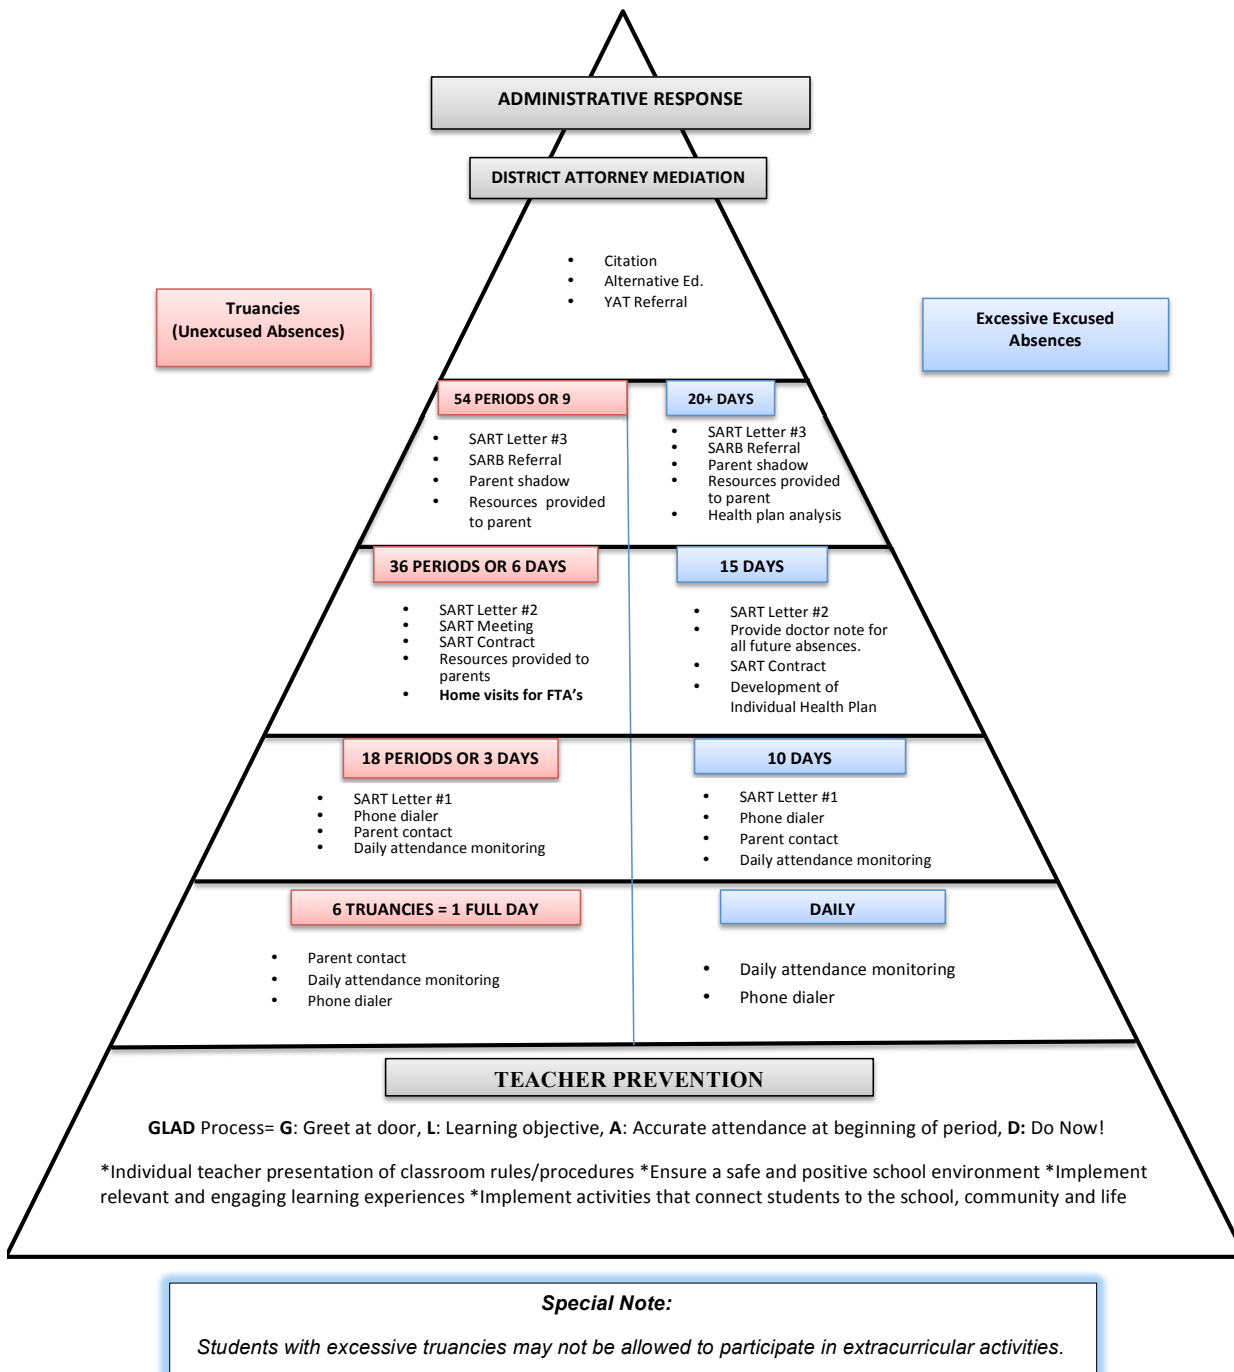 ADMINISTRATIVE RESPONSE
DISTRICT ATTORNEY MEDIATION
• Citation
• Alternative Ed.
• YAT Referral
Truancies
(Unexcused Absences)
Excessive Excused
Absences
54 PERIODS OR 9
• SART Letter #3
• SARB Referral
• Parent shadow
• Resources provided
to parent
20+ DAYS
• SART Letter #3
• SARB Referral
• Parent shadow
• Resources provided
to parent
• Health plan analysis
36 PERIODS OR 6 DAYS
• SART Letter #2
• SART Meeting
• SART Contract
• Resources provided to
parents
• Home visits for FTA's
15 DAYS
• SART Letter #2
• Provide doctor note for
all future absences.
• SART Contract
• Development of
Individual Health Plan
18 PERIODS OR 3 DAYS
• SART Letter #1
• Phone dialer
• Parent contact
• Daily attendance monitoring
10 DAYS
• SART Letter #1
• Phone dialer
• Parent contact
• Daily attendance monitoring
6 TRUANCIES = 1 FULL DAY
• Parent contact
• Daily attendance monitoring
• Phone dialer
DAILY
• Daily attendance monitoring
• Phone dialer
TEACHER PREVENTION
GLAD Process= G: Greet at door, L: Learning objective, A: Accurate attendance at beginning of period, D: Do Now!
*Individual teacher presentation of classroom rules/procedures *Ensure a safe and positive school environment *Implement
relevant and engaging learning experiences *Implement activities that connect students to the school, community and life
Special Note:
Students with excessive truancies may not be allowed to participate in extracurricular activities.